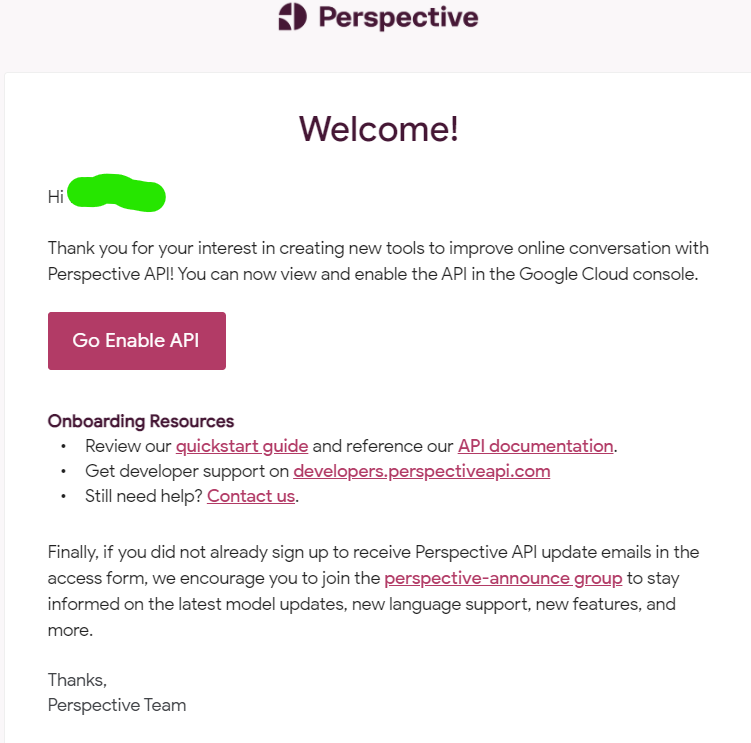 Perspective
Welcome!
Hi
Thank you for your interest in creating new tools to improve online conversation with
Perspective API! You can now view and enable the API in the Google Cloud console.
Go Enable API
Onboarding Resources
• Review our quickstart guide and reference our API documentation.
• Get developer support on developers.perspectiveapi.com
• Still need help? Contact us.
Finally, if you did not already sign up to receive Perspective API update emails in the
access form, we encourage you to join the perspective-announce group to stay
informed on the latest model updates, new language support, new features, and
more.
Thanks,
Perspective Team